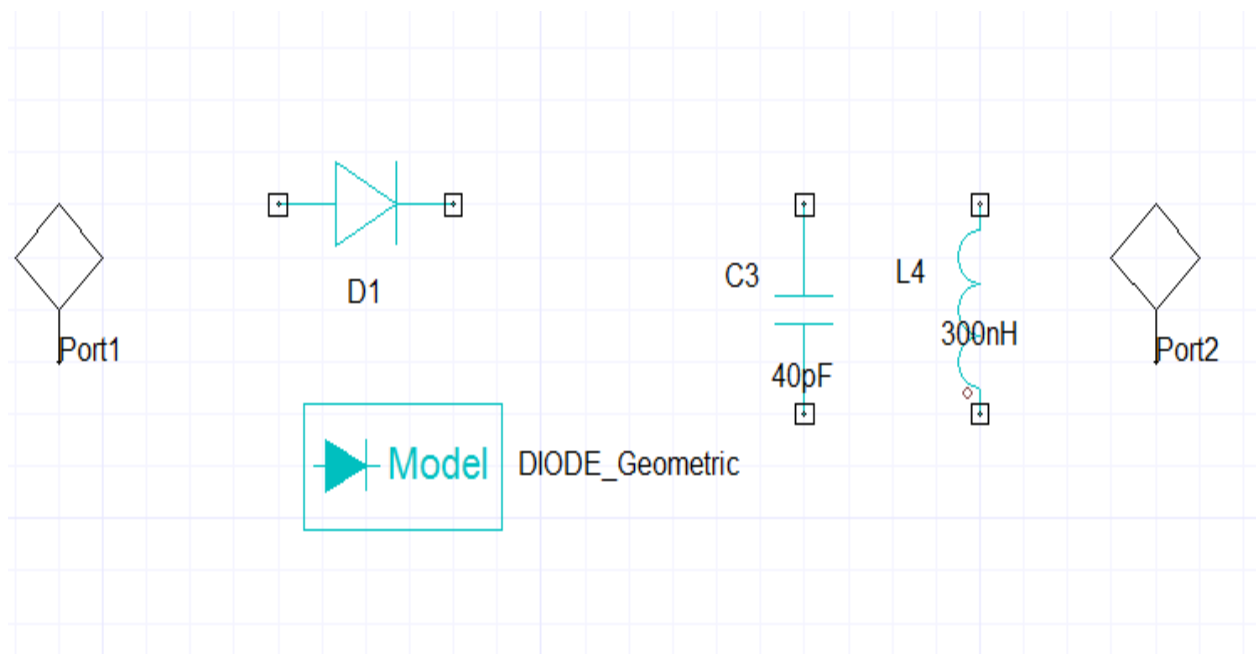 Port1
D1
C3
40pF
L4
300nH
Port2
Model
DIODE_Geometric